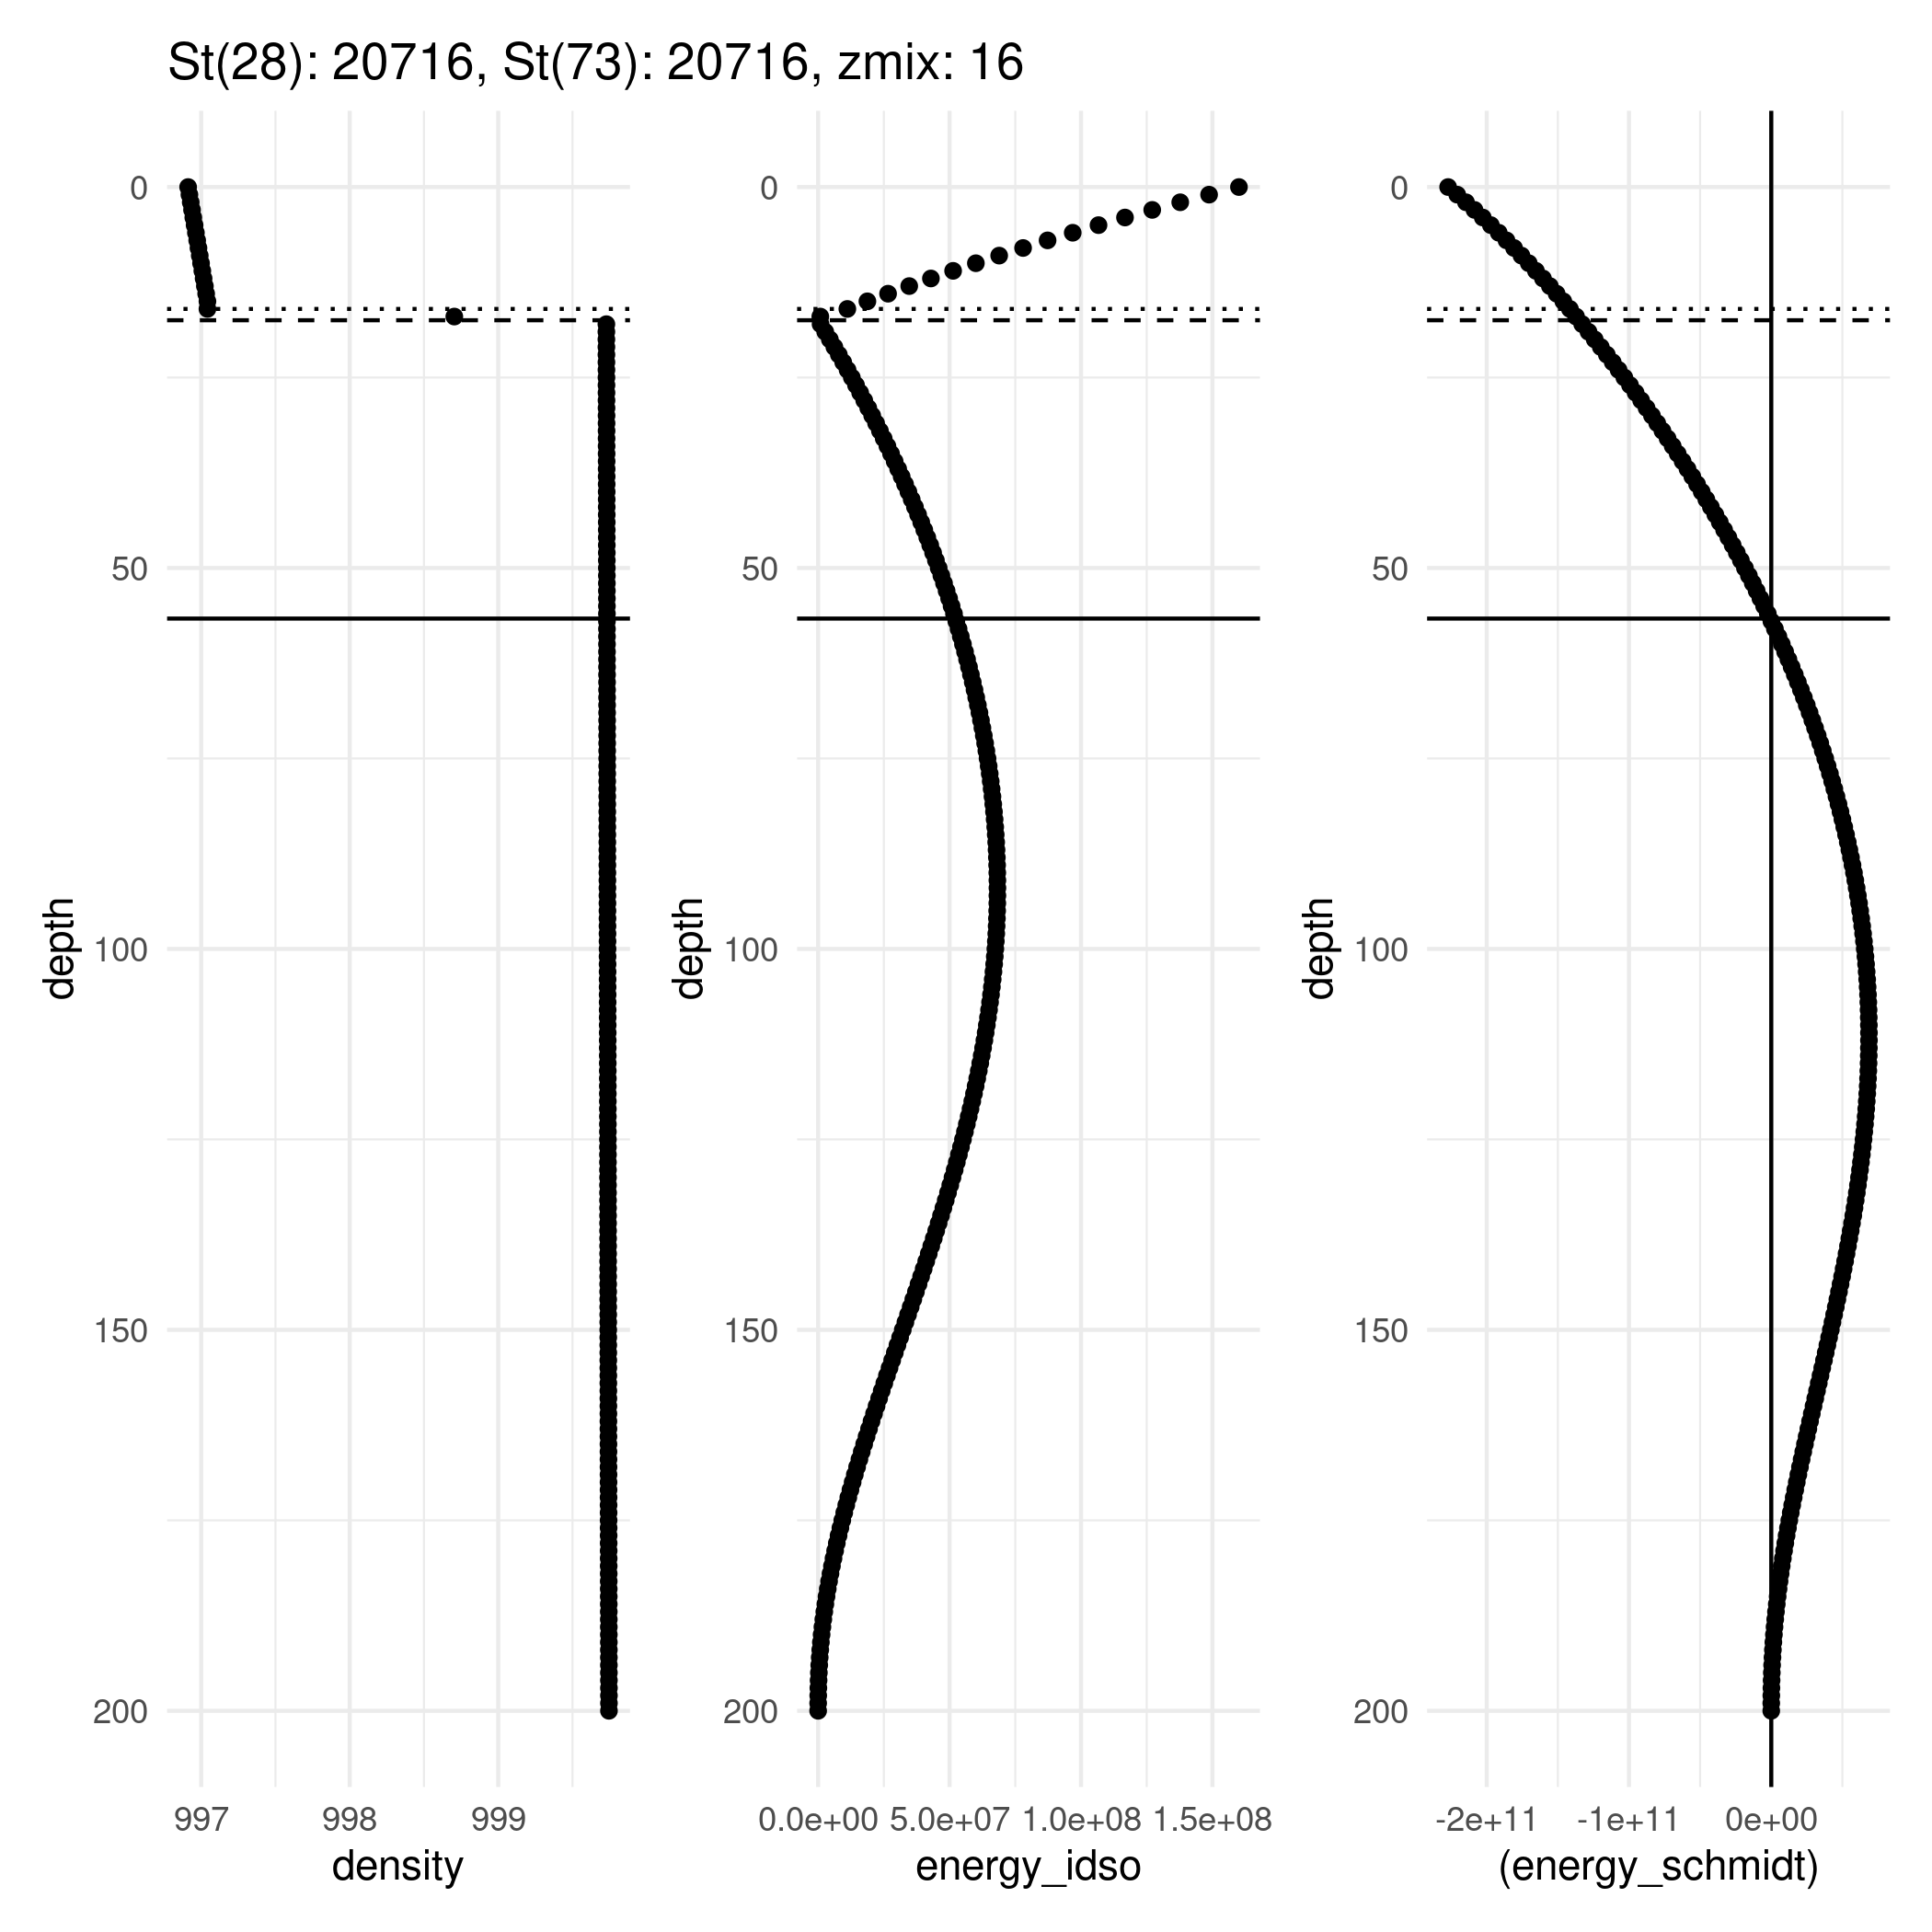 St(28): 20716, St(73): 20716, zmix: 16
0
50
100
150
200
depth
997 998 999
density
0
50
100
150
200
depth
0.0e+00 5.0e+07 1.0e+08 1.5e+08
energy_idso
0
50
100
150
200
depth
-2e+11 -1e+11 0e+00
(energy_schmidt)